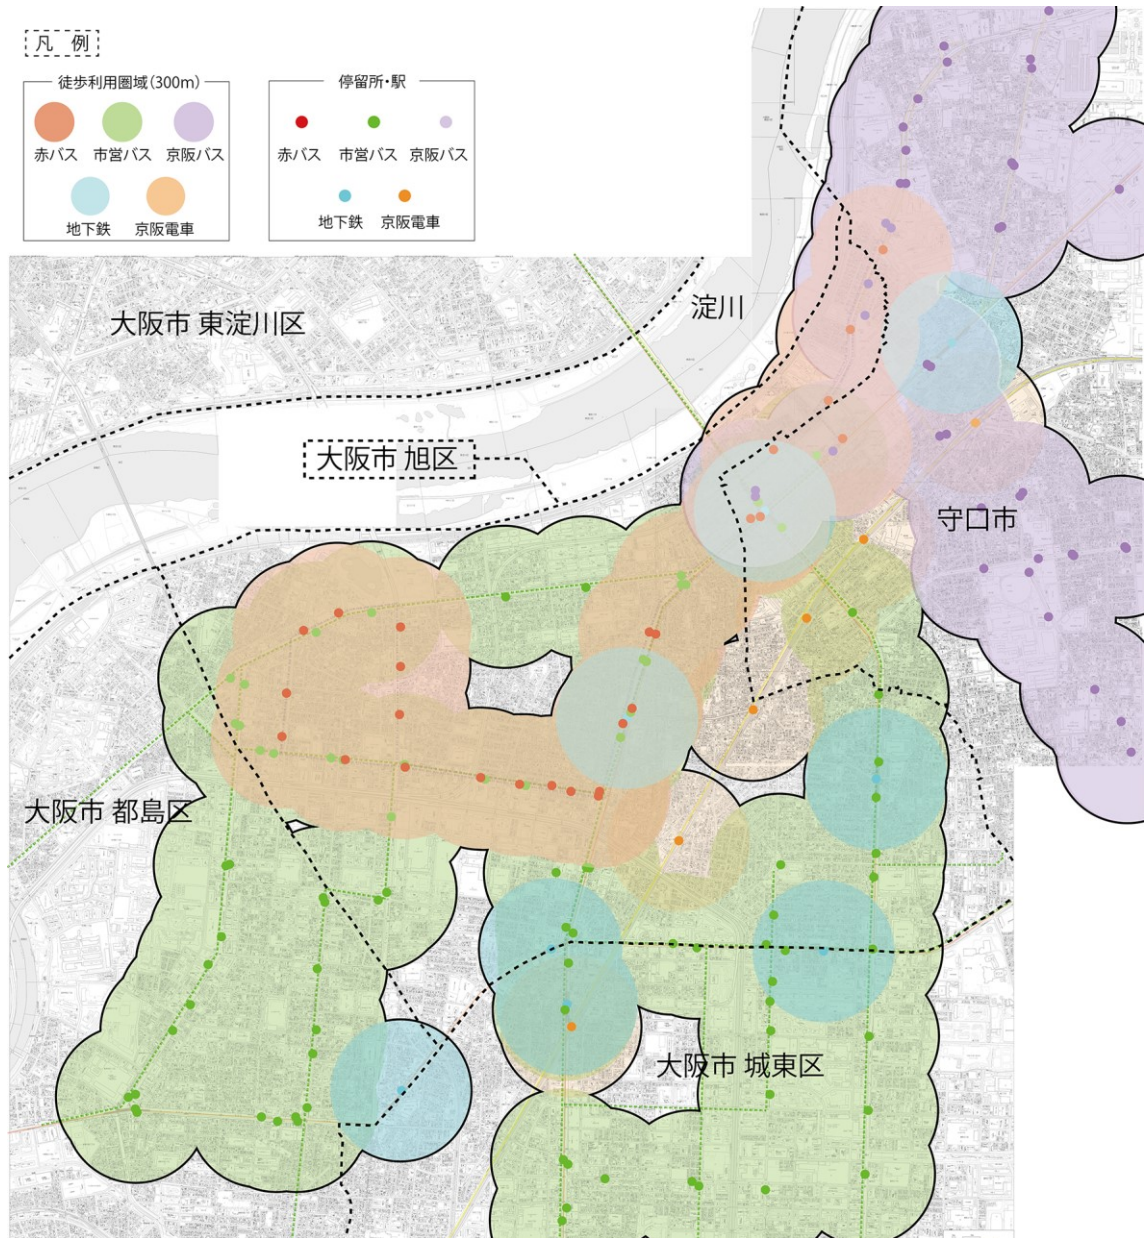 凡 例
徒歩利用圏域(300m)
赤バス 市営バス 京阪バス
地下鉄 京阪電車
停留所・駅
赤バス 市営バス 京阪バス
地下鉄 京阪電車
大阪市 東淀川区
淀川
大阪市 旭区
守口市
大阪市 都島区
大阪市 城東区